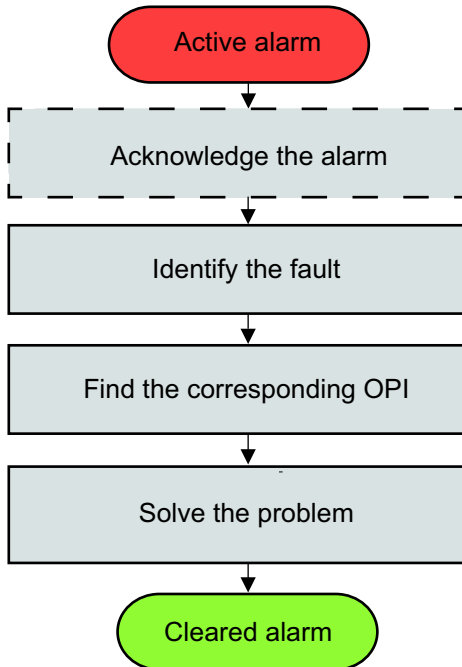 Active alarm
Acknowledge the alarm
Identify the fault
Find the corresponding OPI
Solve the problem
Cleared alarm